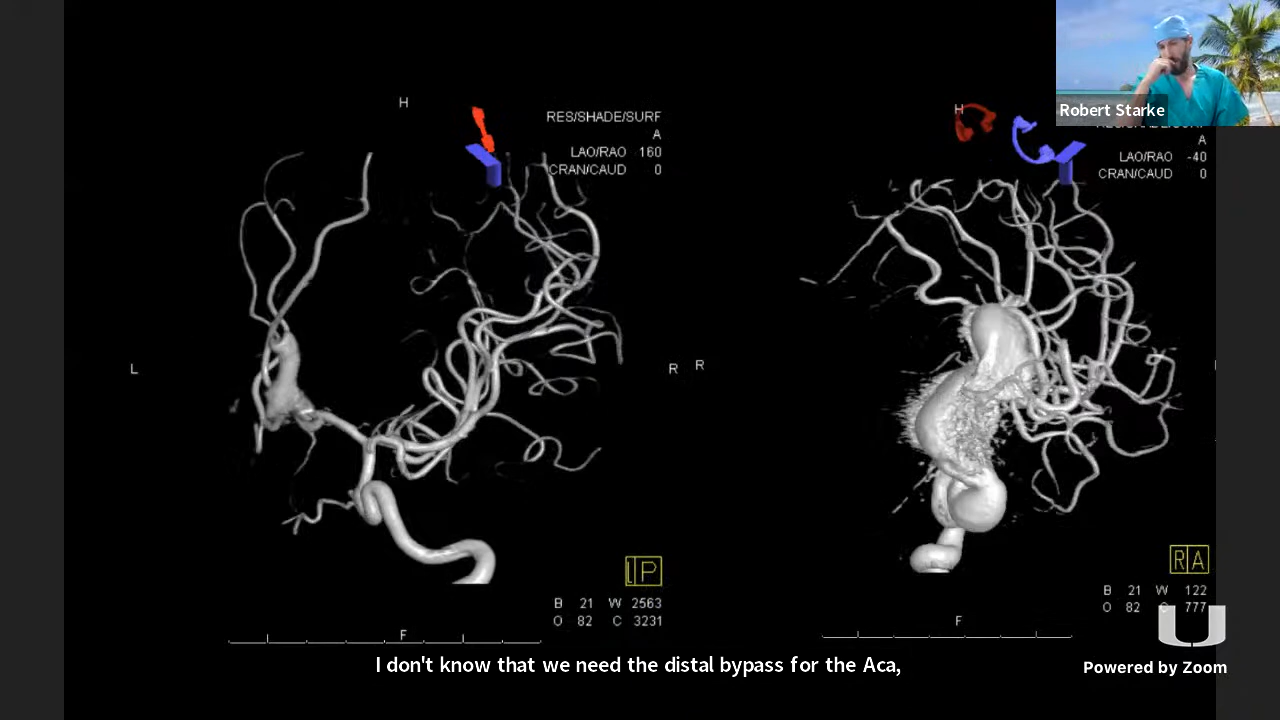 H
RES/SHADE/SURF
A
LAO/RAO 160
CRAN/CAUD 0
L
R
P
B 21 W 2563
O 82 C 3231
F
H
A
LAO/RAO -40
CRAN/CAUD 0
R
RA
B 21 W 122
O 82 C 777
F
Robert Starke
I don't know that we need the distal bypass for the Aca,
U
Powered by Zoom